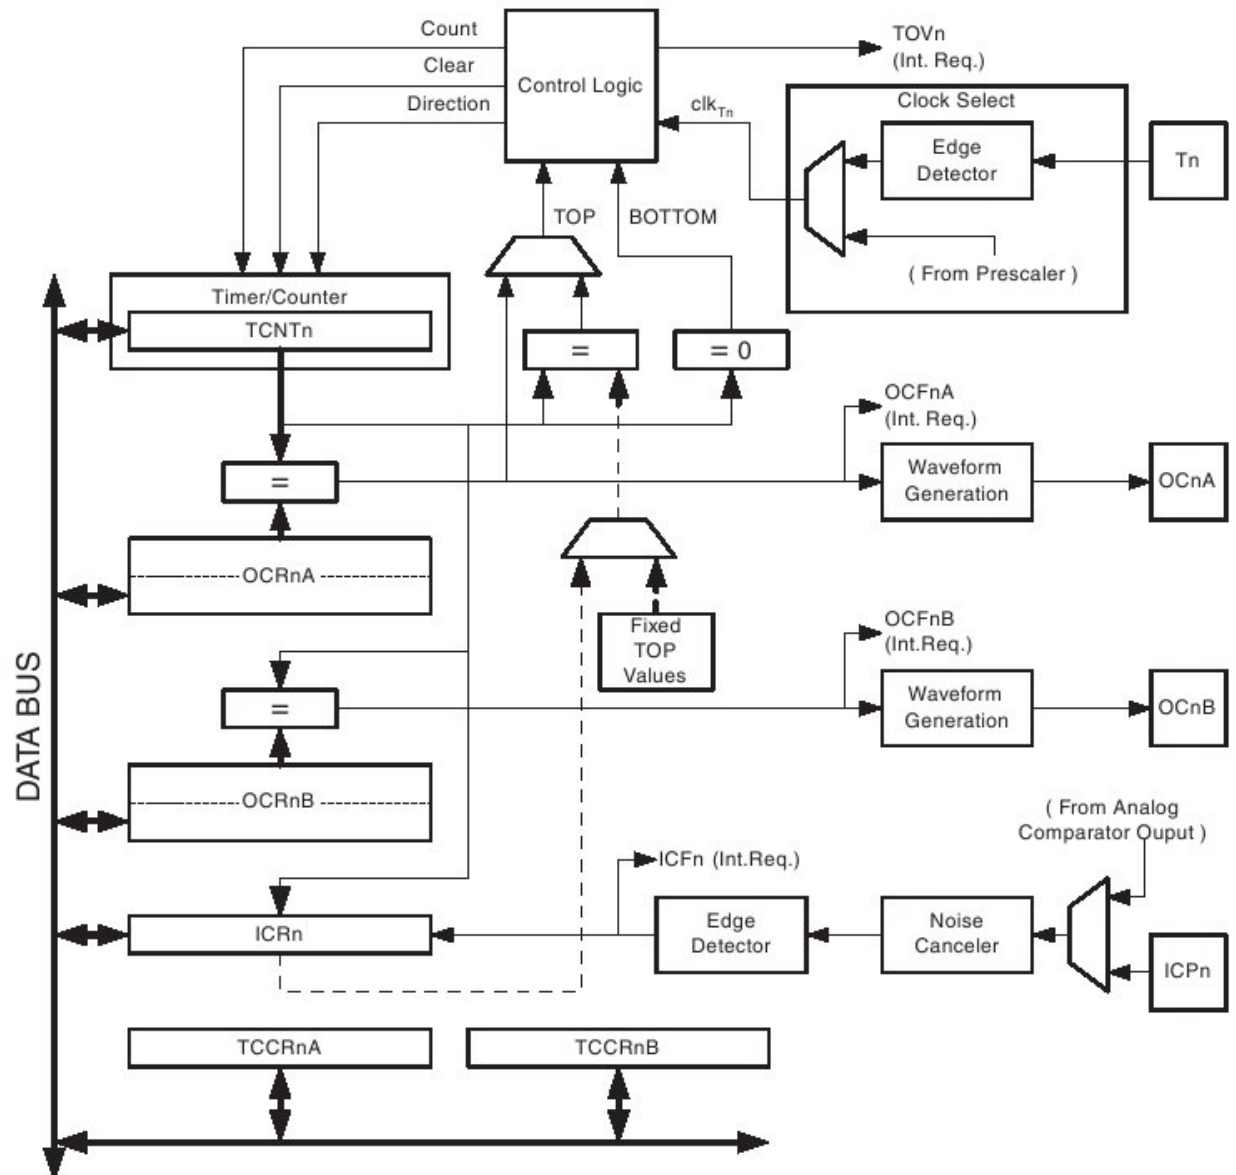 Count
Clear
Direction
Control Logic
TOVn
(Int. Req.)
clkTn
Clock Select
Edge
Detector
Tn
( From Prescaler )
TOP
BOTTOM
Timer/Counter
TCNTn
=
= 0
OCFnA
(Int. Req.)
=
Waveform
Generation
OCnA
OCRnA
Fixed
TOP
Values
OCFnB
(Int.Req.)
=
Waveform
Generation
OCnB
DATA BUS
OCRnB
( From Analog
Comparator Ouput )
ICFn (Int.Req.)
ICRn
Edge
Detector
Noise
Canceler
ICPn
TCCRnA
TCCRnB